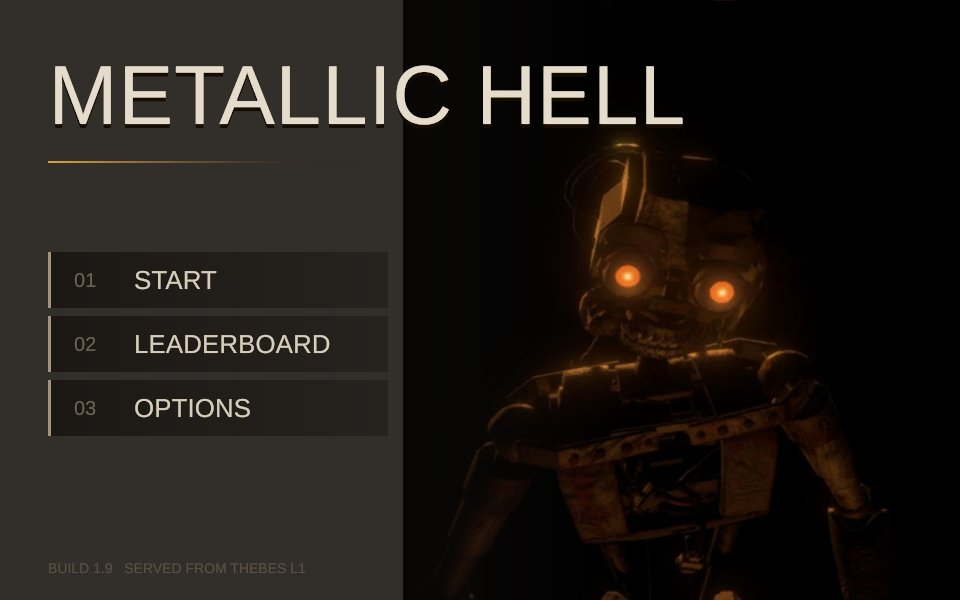 METALLIC HELL
01 START
02 LEADERBOARD
03 OPTIONS
BUILD 1.9 SERVED FROM THEBES L1